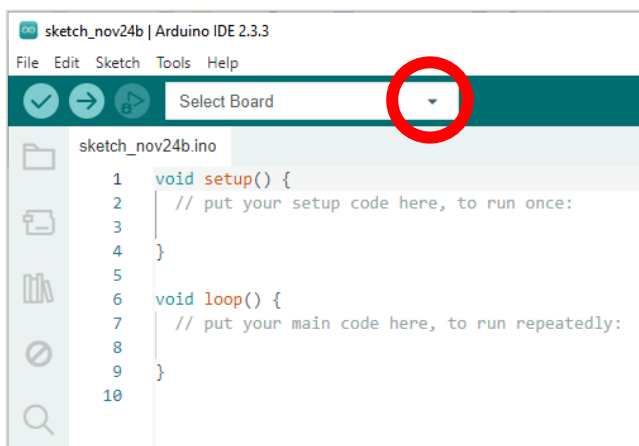 sketch_nov24b | Arduino IDE 2.3.3
File Edit Sketch Tools Help
Select Board
sketch_nov24b.ino
1 void setup() {
2 // put your setup code here, to run once:
3
4 }
5
6 void loop() {
7 // put your main code here, to run repeatedly:
8
9 }
10